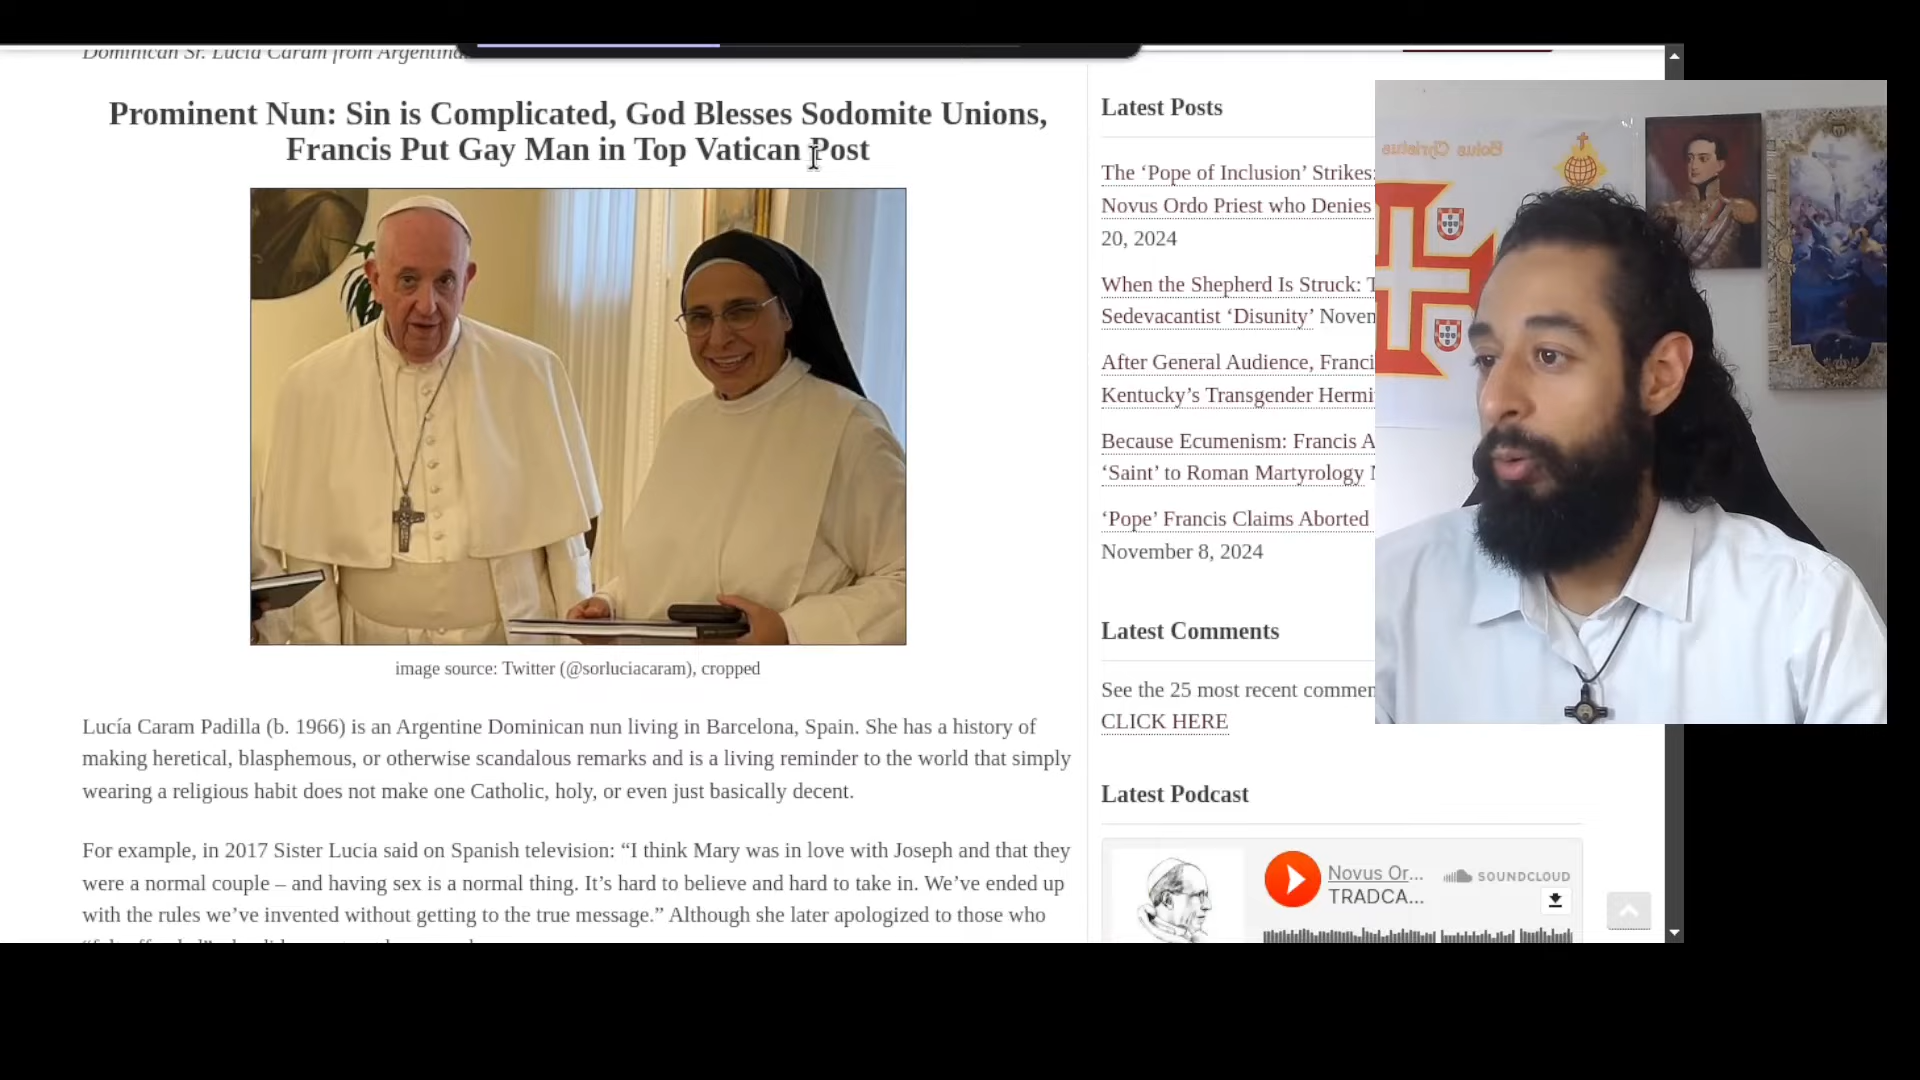 Dominican Sr. Lucia Caram from Argentina
Prominent Nun: Sin is Complicated, God Blesses Sodomite Unions,
Francis Put Gay Man in Top Vatican Post
image source: Twitter (@sorluciacaram), cropped
Lucía Caram Padilla (b. 1966) is an Argentine Dominican nun living in Barcelona, Spain. She has a history of
making heretical, blasphemous, or otherwise scandalous remarks and is a living reminder to the world that simply
wearing a religious habit does not make one Catholic, holy, or even just basically decent.
For example, in 2017 Sister Lucia said on Spanish television: “I think Mary was in love with Joseph and that they
were a normal couple – and having sex is a normal thing. It’s hard to believe and hard to take in. We’ve ended up
with the rules we’ve invented without getting to the true message.” Although she later apologized to those who
Latest Posts
The ‘Pope of Inclusion’ Strikes:
Novus Ordo Priest who Denies
20, 2024
When the Shepherd Is Struck:
Sedevacantist ‘Disunity’ Novem
After General Audience, Franci
Kentucky’s Transgender Hermi
Because Ecumenism: Francis A
‘Saint’ to Roman Martyrology
‘Pope’ Francis Claims Aborted
November 8, 2024
Latest Comments
See the 25 most recent commen
CLICK HERE
Latest Podcast
Novus Or...
SOUNDCLOUD
TRADCA...
Solus Christus